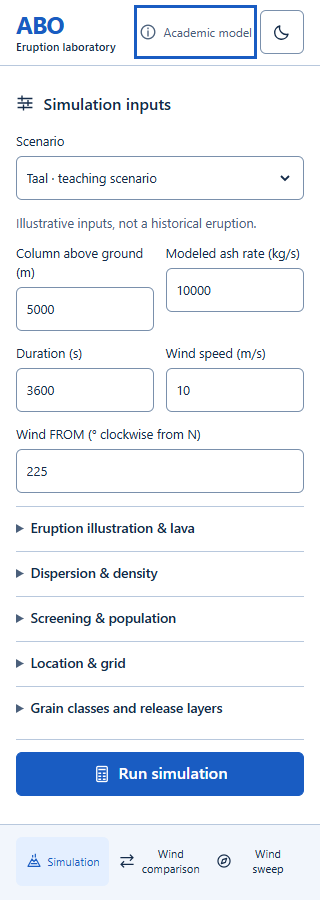 ABO
Eruption laboratory
Academic model
Simulation inputs
Scenario
Taal · teaching scenario
Illustrative inputs, not a historical eruption.
Column above ground
(m)
Modeled ash rate (kg/s)
5000
10000
Duration (s)
Wind speed (m/s)
3600
10
Wind FROM (° clockwise from N)
225
Eruption illustration & lava
Dispersion & density
Screening & population
Location & grid
Grain classes and release layers
Run simulation
Simulation
Wind
comparison
Wind
sweep